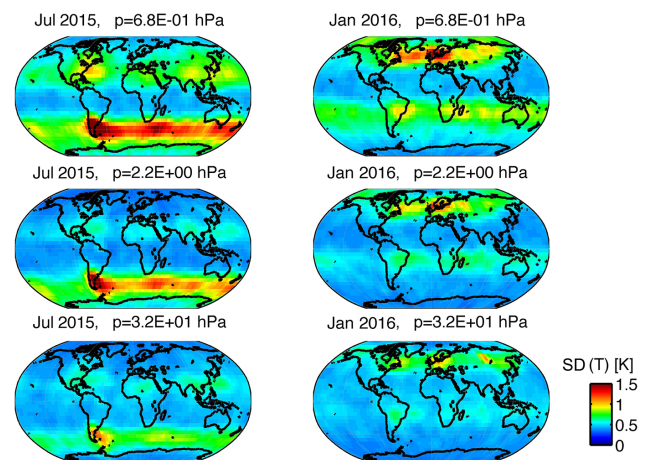 Jul 2015, p=6.8E-01 hPa
Jan 2016, p=6.8E-01 hPa
Jul 2015, p=2.2E+00 hPa
Jan 2016, p=2.2E+00 hPa
Jul 2015, p=3.2E+01 hPa
Jan 2016, p=3.2E+01 hPa
SD (T) [K]
1.5
1
0.5
0